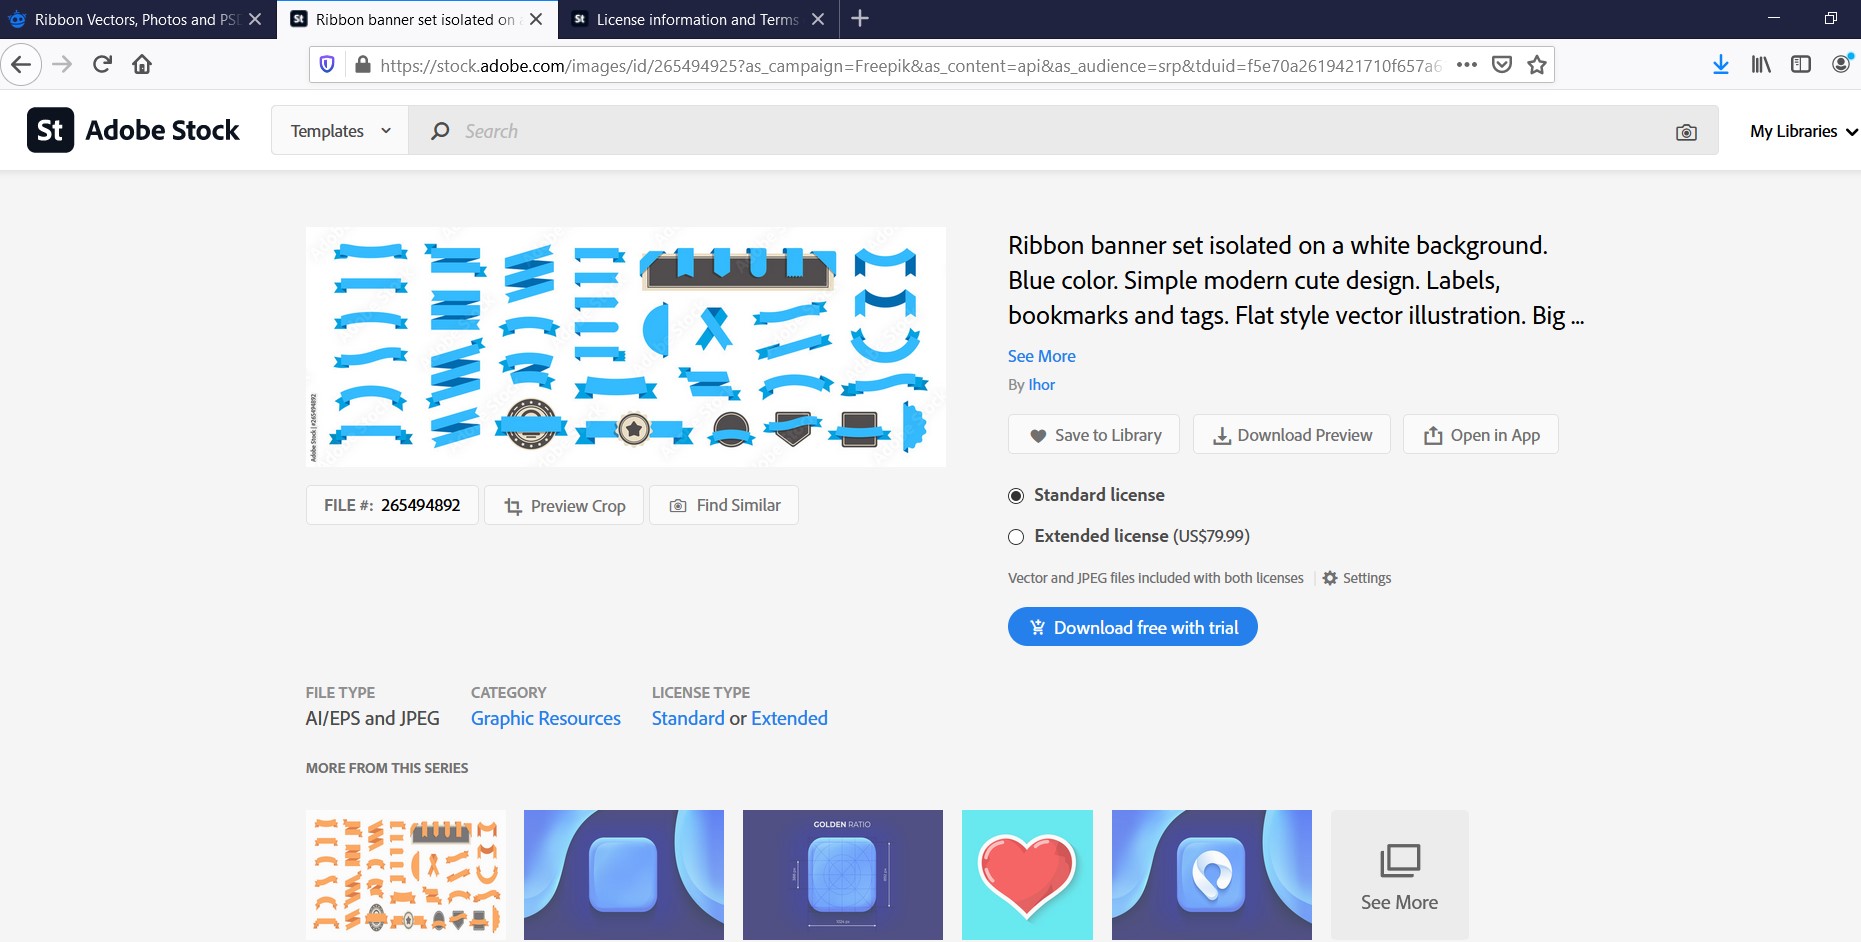 Ribbon Vectors, Photos and PSD
Ribbon banner set isolated on a
License information and Terms
https://stock.adobe.com/images/id/265494925?as_campaign=Freepik&as_content=api&as_audience=srp&tduid=f5e70a2619421710f657a6
St Adobe Stock
Templates
Search
My Libraries
Ribbon banner set isolated on a white background.
Blue color. Simple modern cute design. Labels,
bookmarks and tags. Flat style vector illustration. Big ...
See More
By Ihor
Save to Library
Download Preview
Open in App
Adobe Stock | #265494892
FILE #: 265494892
Preview Crop
Find Similar
Standard license
Extended license (US$79.99)
Vector and JPEG files included with both licenses
Settings
Download free with trial
FILE TYPE
AI/EPS and JPEG
CATEGORY
Graphic Resources
LICENSE TYPE
Standard or Extended
MORE FROM THIS SERIES
GOLDEN RATIO
See More